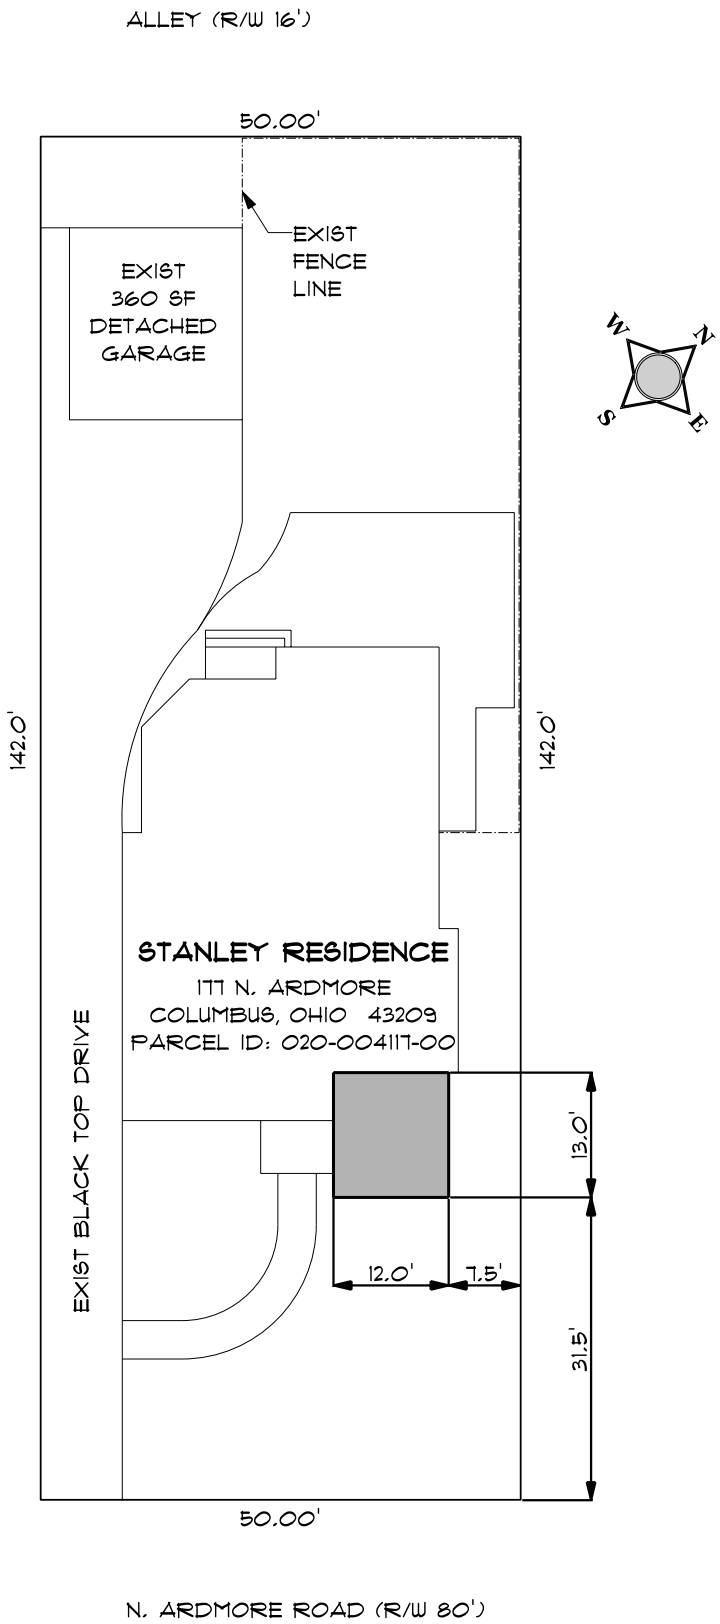 ALLEY (R/W 16')
50.00'
EXIST
FENCE
LINE
EXIST
360 SF
DETACHED
GARAGE
W
N
S
E
142.0'
142.0'
STANLEY RESIDENCE
177 N. ARDMORE
COLUMBUS, OHIO 43209
PARCEL ID: 020-004117-00
EXIST BLACK TOP DRIVE
13.0'
12.0'
7.5'
31.5'
50.00'
N. ARDMORE ROAD (R/W 80')